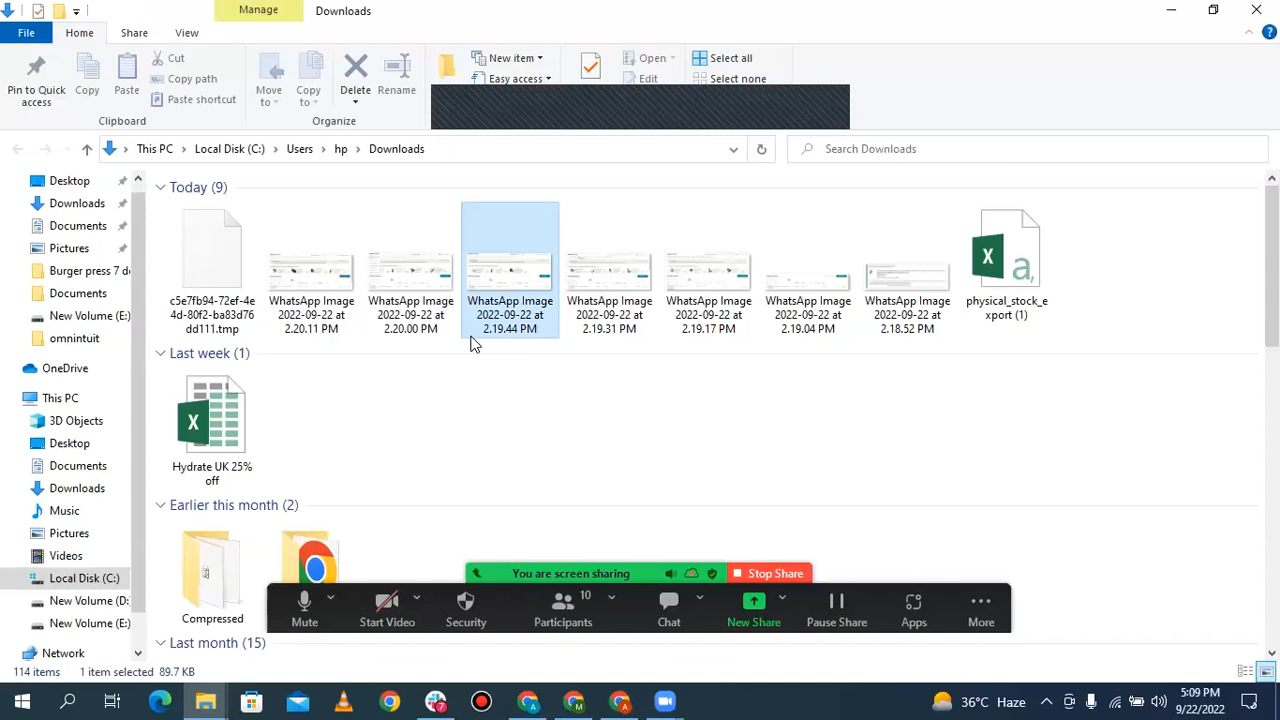 Manage
Downloads
File
Home
Share
View
Pin to Quick access
Copy
Paste
Cut
Copy path
Paste shortcut
Clipboard
Move to
Copy to
Delete
Rename
Organize
New item
Easy access
Open
Edit
Select all
Select none
This PC > Local Disk (C:) > Users > hp > Downloads
Search Downloads
Desktop
Downloads
Documents
Pictures
Burger press 7 de
Documents
New Volume (E:)
omnintuit
OneDrive
This PC
3D Objects
Desktop
Documents
Downloads
Music
Pictures
Videos
Local Disk (C:)
New Volume (D:
New Volume (E:)
Network
Today (9)
c5e7fb94-72ef-4e
4d-80f2-ba83d76
dd111.tmp
WhatsApp Image
2022-09-22 at
2.20.11 PM
WhatsApp Image
2022-09-22 at
2.20.00 PM
WhatsApp Image
2022-09-22 at
2.19.44 PM
WhatsApp Image
2022-09-22 at
2.19.31 PM
WhatsApp Image
2022-09-22 at
2.19.17 PM
WhatsApp Image
2022-09-22 at
2.19.04 PM
WhatsApp Image
2022-09-22 at
2.18.52 PM
X
a,
physical_stock_e
xport (1)
Last week (1)
X
Hydrate UK 25%
off
Earlier this month (2)
Compressed
You are screen sharing
Stop Share
Mute
Start Video
Security
10
Participants
Chat
New Share
Pause Share
Apps
More
Last month (15)
114 items
1 item selected 89.7 KB
36°C Haze
5:09 PM
9/22/2022